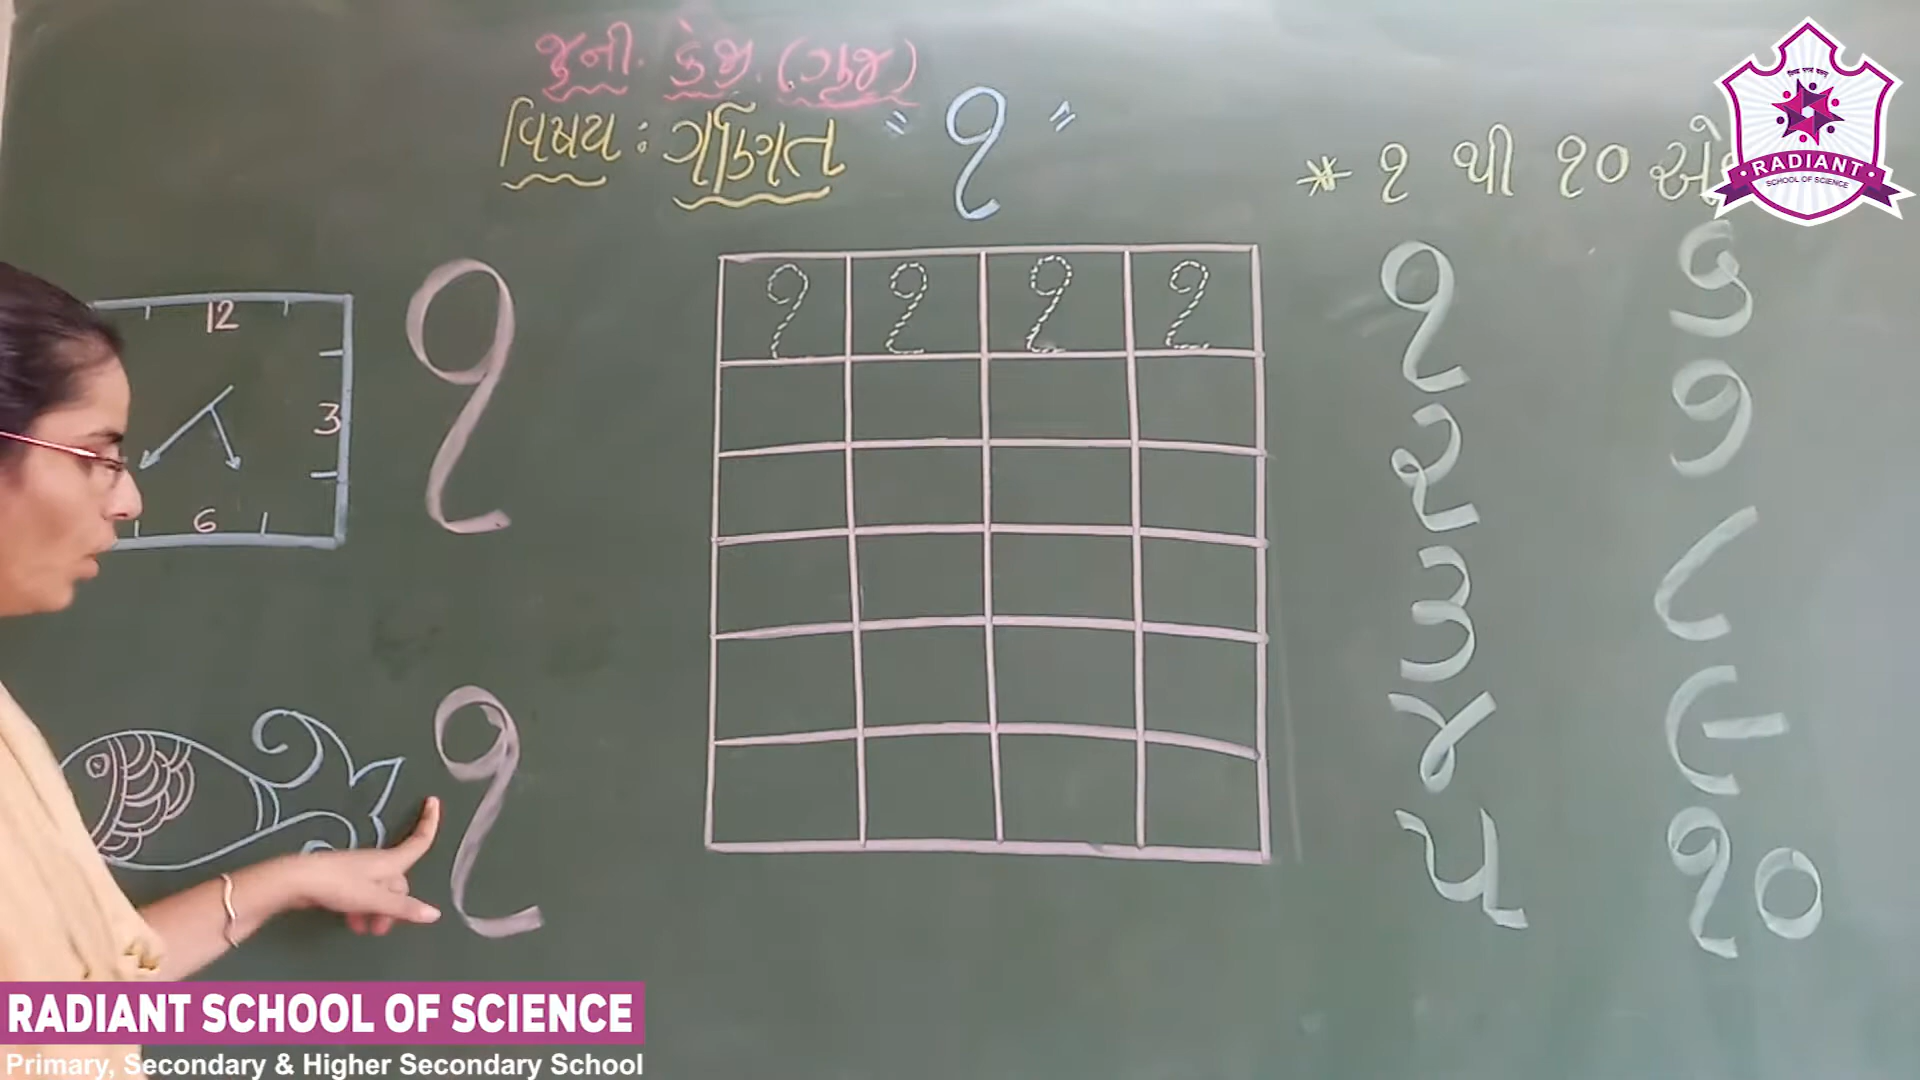 જુની. કેજી. (ગુજ)
વિષય : ગણિત " ૧ "
* ૧ થી ૧૦
RADIANT
SCHOOL OF SCIENCE
12
3
6
૧
૧
૧ ૧ ૧ ૧
૧ ૬
૨ ૭
૩ ૮
૪ ૯
૫ ૧૦
RADIANT SCHOOL OF SCIENCE
Primary, Secondary & Higher Secondary School